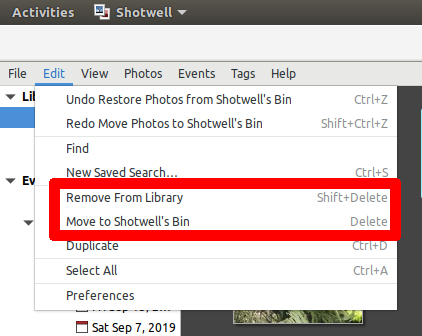 Activities Shotwell
File Edit View Photos Events Tags Help
Undo Restore Photos from Shotwell's Bin Ctrl+Z
Redo Move Photos to Shotwell's Bin Shift+Ctrl+Z
Find
New Saved Search... Ctrl+S
Remove From Library Shift+Delete
Move to Shotwell's Bin Delete
Duplicate Ctrl+D
Select All Ctrl+A
Preferences
Sat Sep 7, 2019